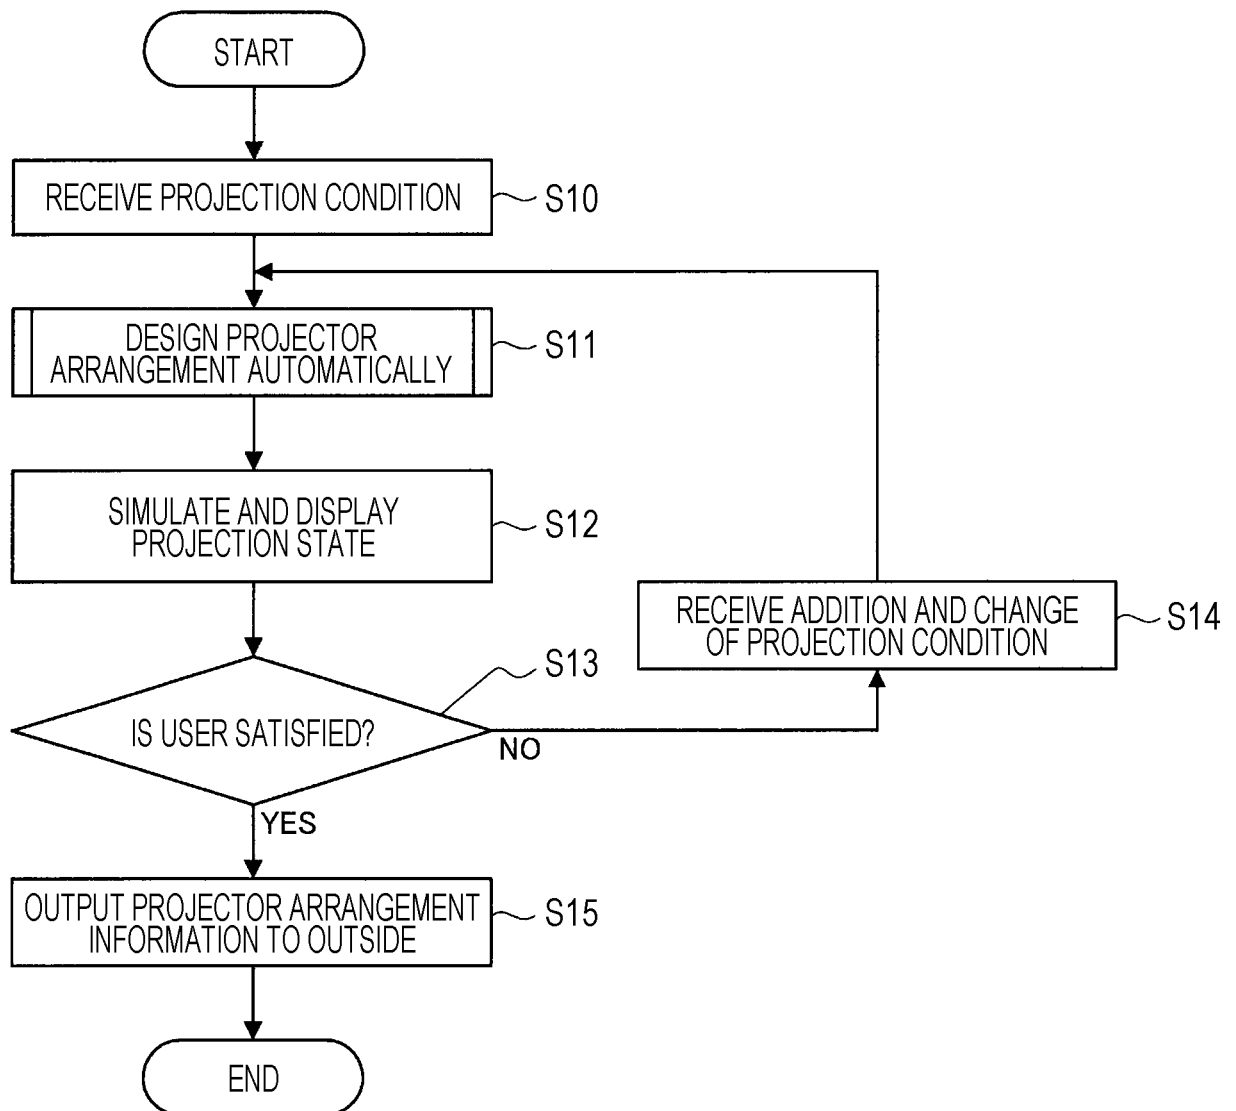 START
RECEIVE PROJECTION CONDITION
S10
DESIGN PROJECTOR
ARRANGEMENT AUTOMATICALLY
S11
SIMULATE AND DISPLAY
PROJECTION STATE
S12
RECEIVE ADDITION AND CHANGE
OF PROJECTION CONDITION
S14
S13
IS USER SATISFIED?
NO
YES
OUTPUT PROJECTOR ARRANGEMENT
INFORMATION TO OUTSIDE
S15
END